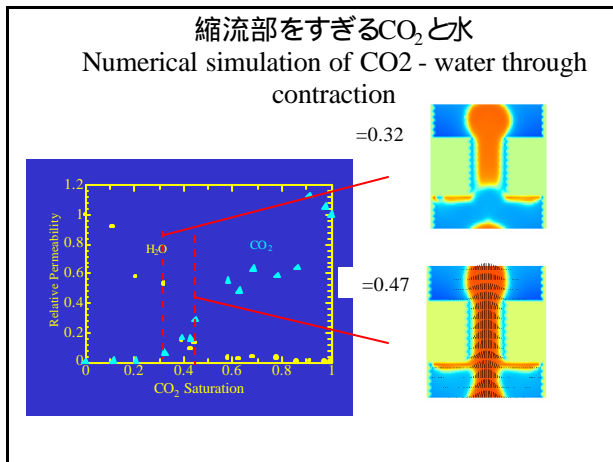 縮流部をすぎるCO2と水
Numerical simulation of CO2 - water through
contraction
=0.32
=0.47
Relative Permeability
1.2
1
0.8
0.6
0.4
0.2
0
H2O
CO2
0 0.2 0.4 0.6 0.8 1
CO2 Saturation